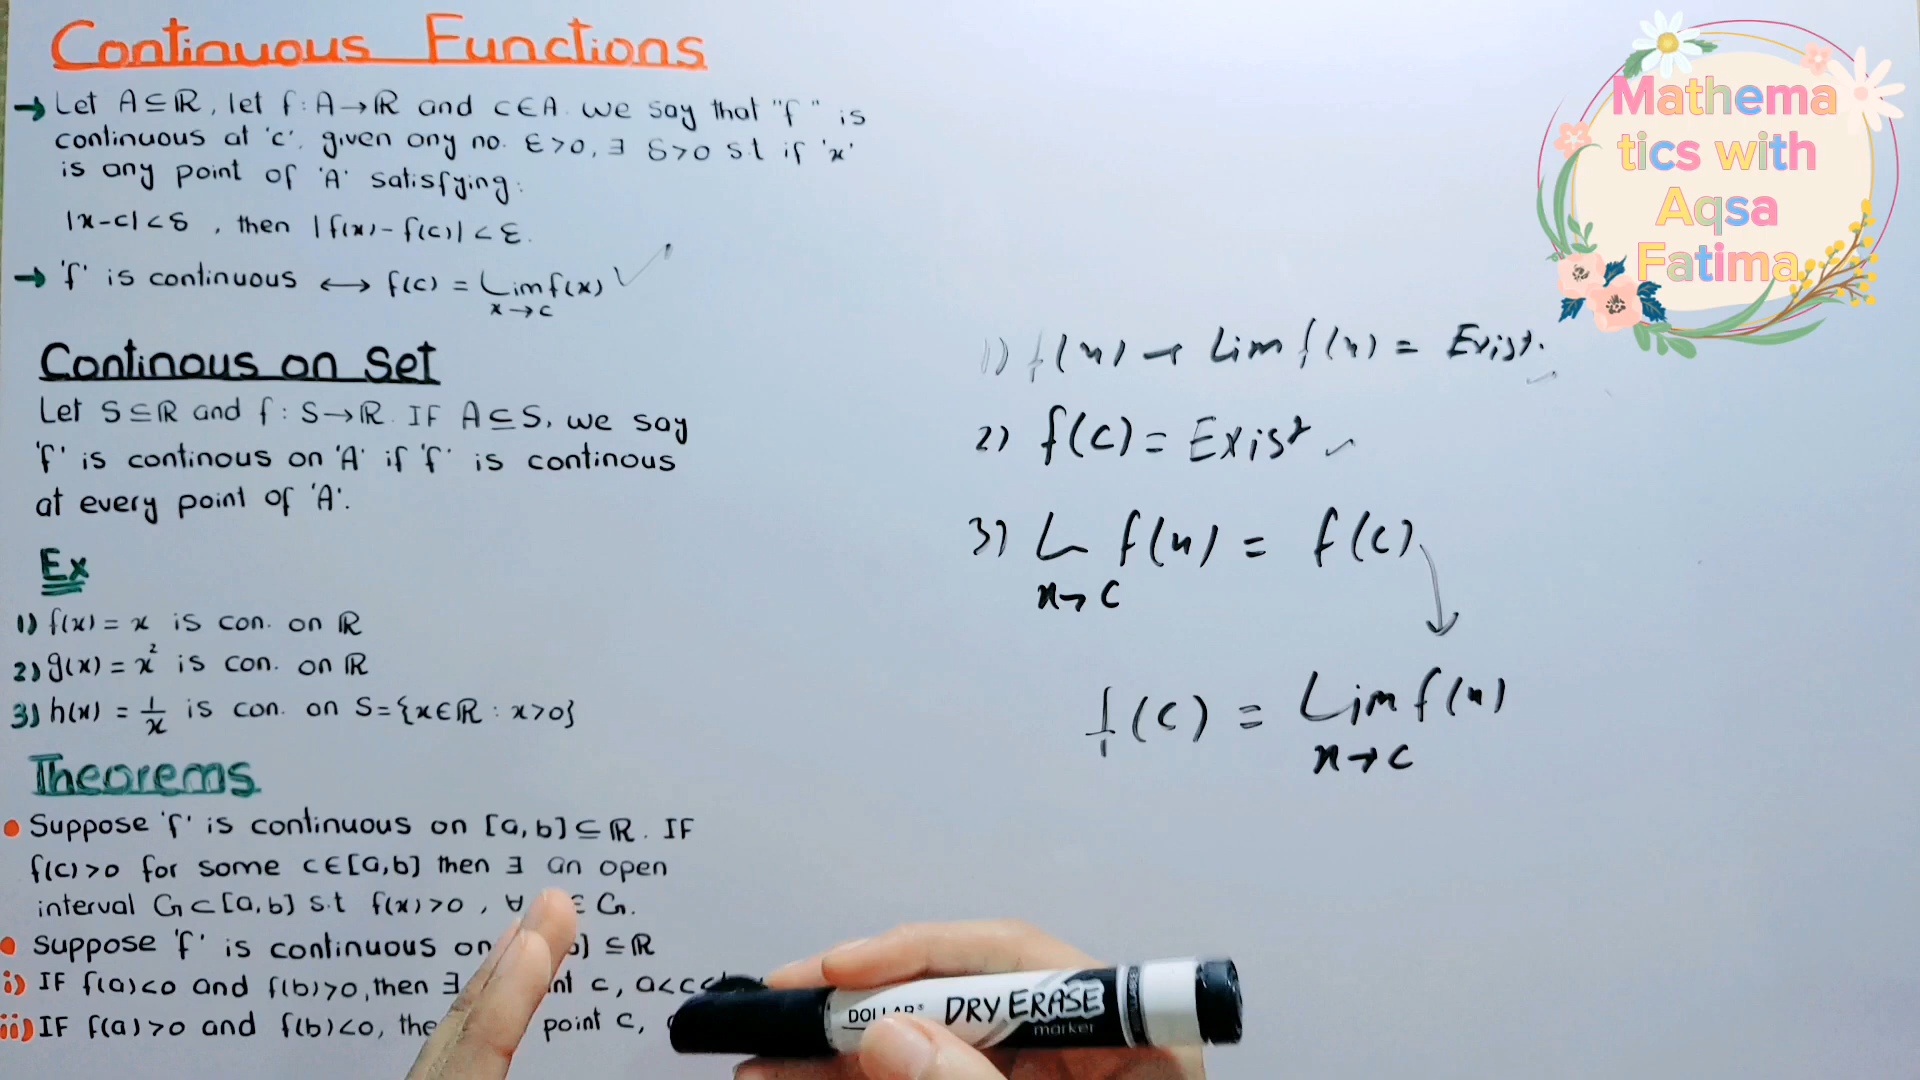 Continuous Functions
→ Let A⊆ℝ, let f:A→ℝ and c∈A. we say that "f" is
continuous at 'c', given any no. ε>0, ∃ δ>0 s.t if 'x'
is any point of 'A' satisfying:
|x-c|<δ , then |f(x)-f(c)|<ε.
→ 'f' is continuous ↔ f(c) = Lim f(x) ✓
x→c
Continous on Set
Let S⊆ℝ and f: S→ℝ. IF A⊆S, we say
'f' is continous on 'A' if 'f' is continous
at every point of 'A'.
Ex
1) f(x) = x is con. on ℝ
2) g(x) = x² is con. on ℝ
3) h(x) = 1/x is con. on S={x∈ℝ : x>0}
Theorems
• Suppose 'f' is continuous on [a,b]⊆ℝ. IF
f(c)>0 for some c∈[a,b] then ∃ an open
interval G⊂[a,b] s.t f(x)>0, ∀ ∈ G.
• Suppose 'f' is continuous on b] ⊆ℝ
i) IF f(a)<0 and f(b)>0, then ∃ c, a<c<
ii) IF f(a)>0 and f(b)<0, point c,
1) f(x) → Lim f(x) = Exist.
2) f(c) = Exist ✓
3) L f(x) = f(c)
x→c
f(c) = Lim f(x)
x→c
Mathema
tics with
Aqsa
Fatima
DOLLAR® DRY ERASE
marker